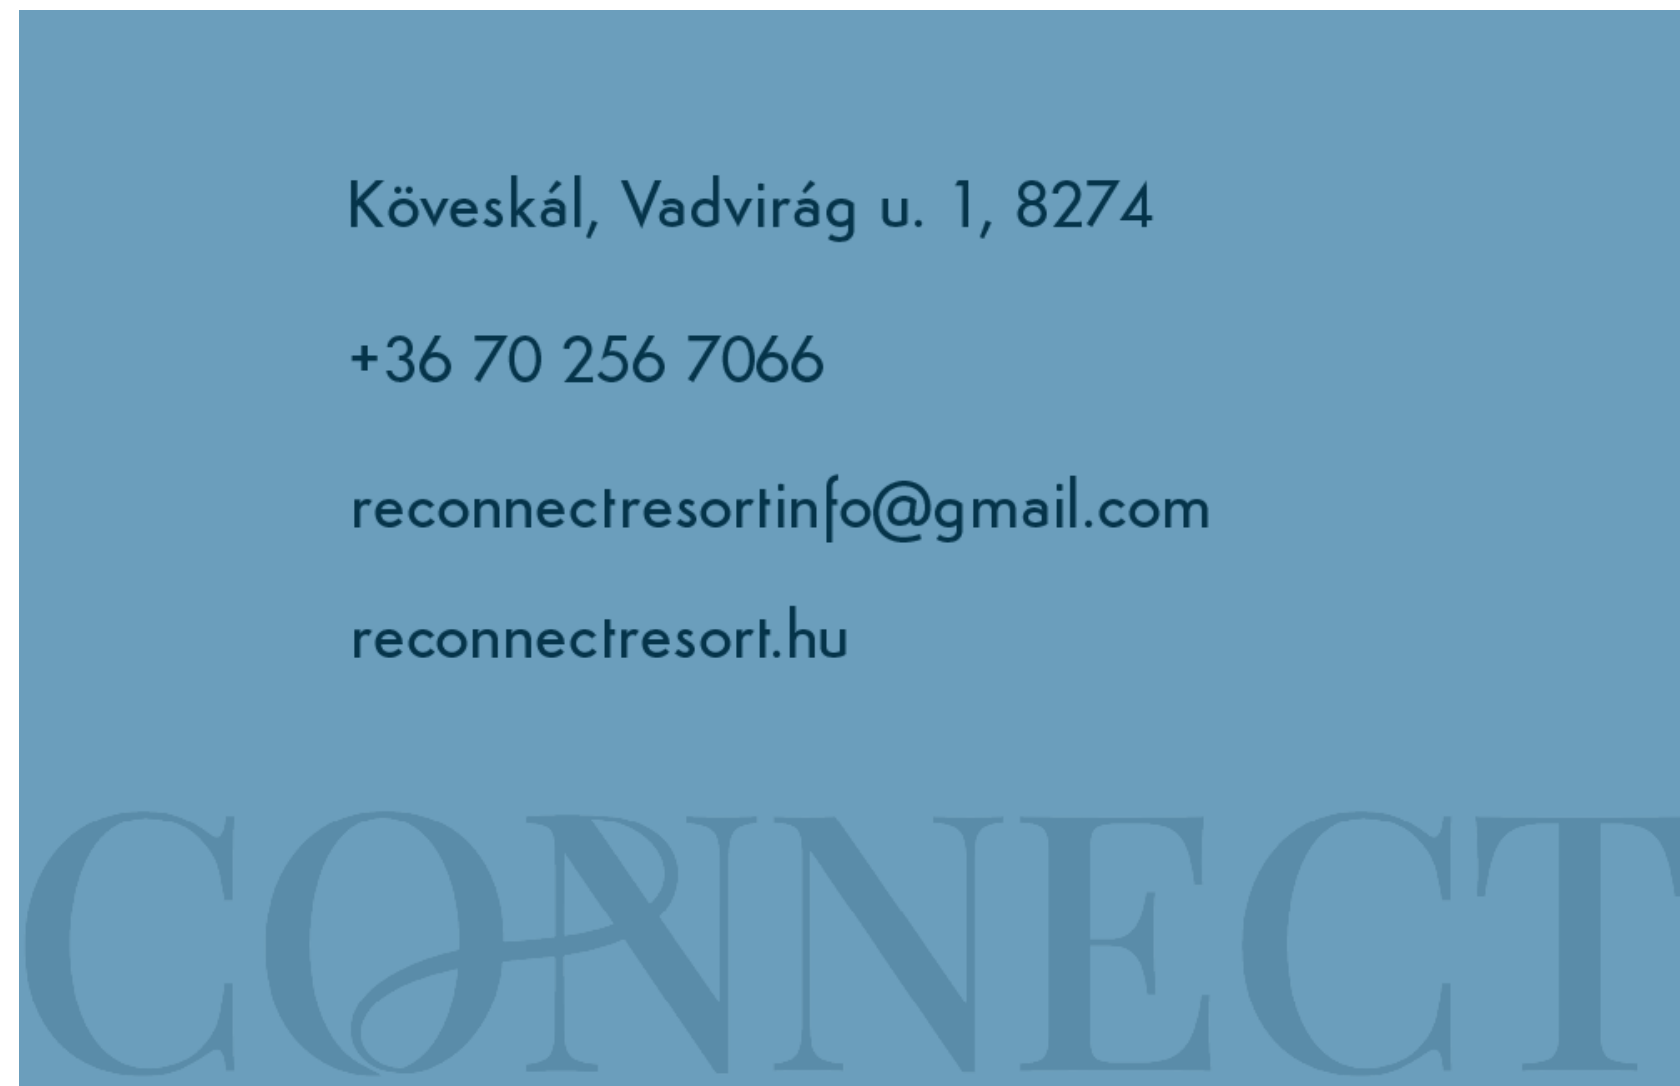 Köveskál, Vadvirág u. 1, 8274
+36 70 256 7066
reconnectresortinfo@gmail.com
reconnectresort.hu
CONNECT